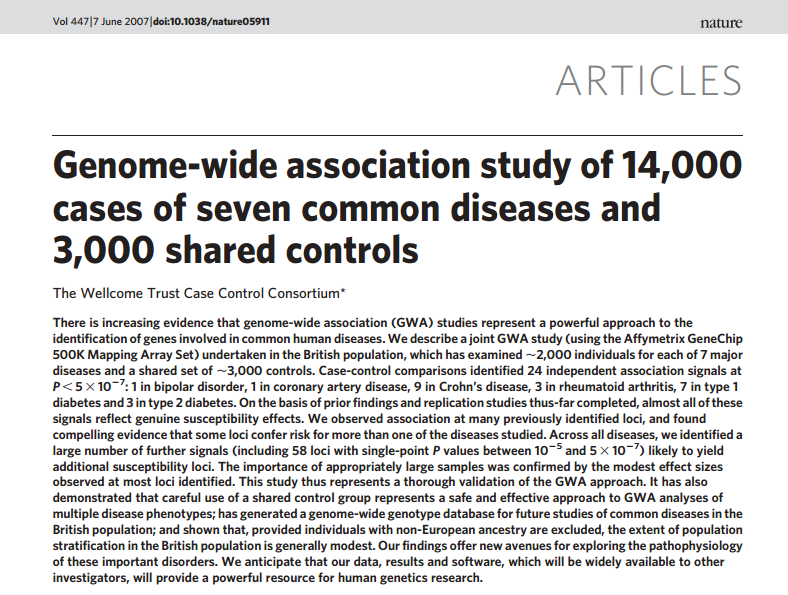 Vol 447|7 June 2007|doi:10.1038/nature05911
nature
ARTICLES
Genome-wide association study of 14,000
cases of seven common diseases and
3,000 shared controls
The Wellcome Trust Case Control Consortium*
There is increasing evidence that genome-wide association (GWA) studies represent a powerful approach to the
identification of genes involved in common human diseases. We describe a joint GWA study (using the Affymetrix GeneChip
500K Mapping Array Set) undertaken in the British population, which has examined ~2,000 individuals for each of 7 major
diseases and a shared set of ~3,000 controls. Case-control comparisons identified 24 independent association signals at
P < 5 × 10⁻⁷: 1 in bipolar disorder, 1 in coronary artery disease, 9 in Crohn's disease, 3 in rheumatoid arthritis, 7 in type 1
diabetes and 3 in type 2 diabetes. On the basis of prior findings and replication studies thus-far completed, almost all of these
signals reflect genuine susceptibility effects. We observed association at many previously identified loci, and found
compelling evidence that some loci confer risk for more than one of the diseases studied. Across all diseases, we identified a
large number of further signals (including 58 loci with single-point P values between 10⁻⁵ and 5 × 10⁻⁷) likely to yield
additional susceptibility loci. The importance of appropriately large samples was confirmed by the modest effect sizes
observed at most loci identified. This study thus represents a thorough validation of the GWA approach. It has also
demonstrated that careful use of a shared control group represents a safe and effective approach to GWA analyses of
multiple disease phenotypes; has generated a genome-wide genotype database for future studies of common diseases in the
British population; and shown that, provided individuals with non-European ancestry are excluded, the extent of population
stratification in the British population is generally modest. Our findings offer new avenues for exploring the pathophysiology
of these important disorders. We anticipate that our data, results and software, which will be widely available to other
investigators, will provide a powerful resource for human genetics research.